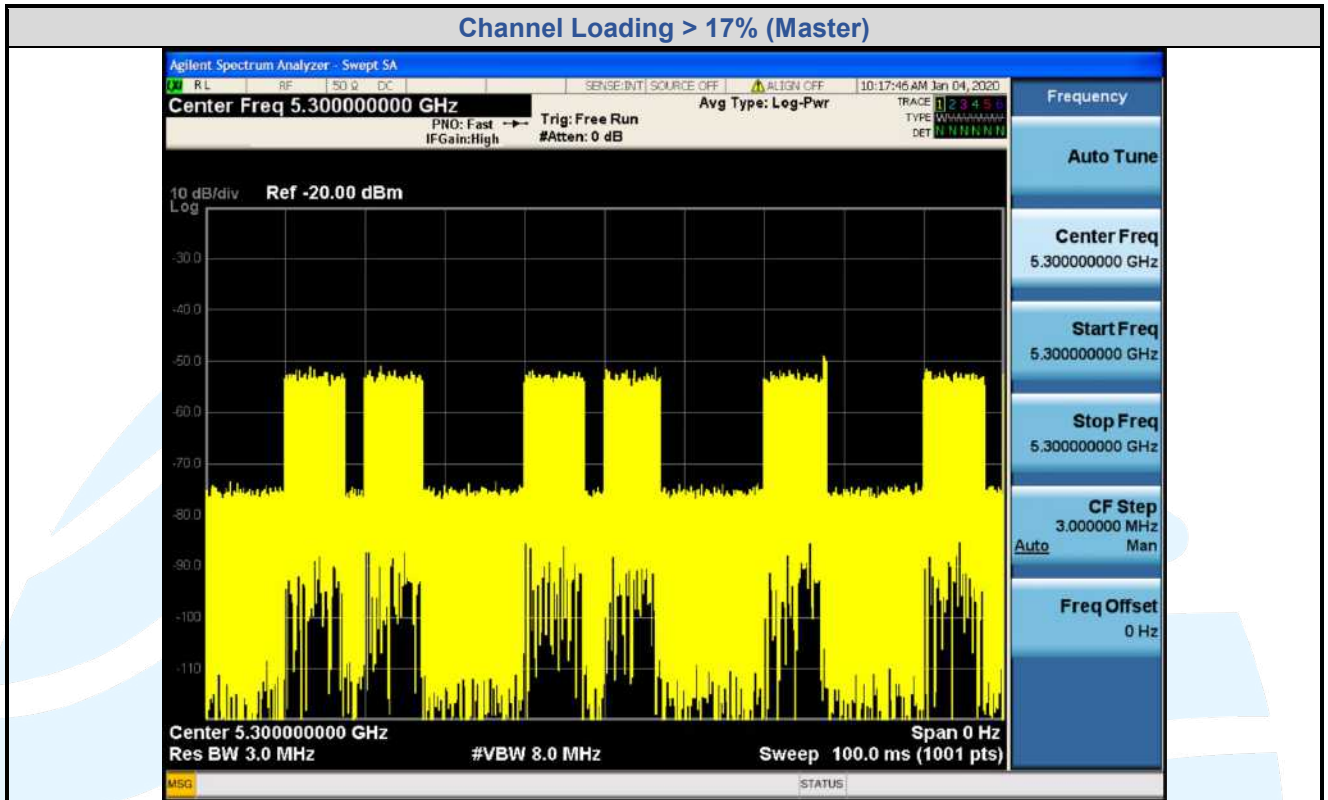 Channel Loading > 17% (Master)
Agilent Spectrum Analyzer - Swept SA
RL RF 50 Ω DC SENSE:INT SOURCE OFF ALIGN OFF 10:17:46 AM Jan 04, 2020
Center Freq 5.300000000 GHz
PNO: Fast
IFGain:High
Trig: Free Run
#Atten: 0 dB
Avg Type: Log-Pwr
TRACE 1 2 3 4 5 6
TYPE
DET N N N N N N
10 dB/div Ref -20.00 dBm
Log
-30.0
-40.0
-50.0
-60.0
-70.0
-80.0
-90.0
-100
-110
Center 5.300000000 GHz Span 0 Hz
Res BW 3.0 MHz #VBW 8.0 MHz Sweep 100.0 ms (1001 pts)
MSG STATUS
Frequency
Auto Tune
Center Freq
5.300000000 GHz
Start Freq
5.300000000 GHz
Stop Freq
5.300000000 GHz
CF Step
3.000000 MHz
Auto Man
Freq Offset
0 Hz